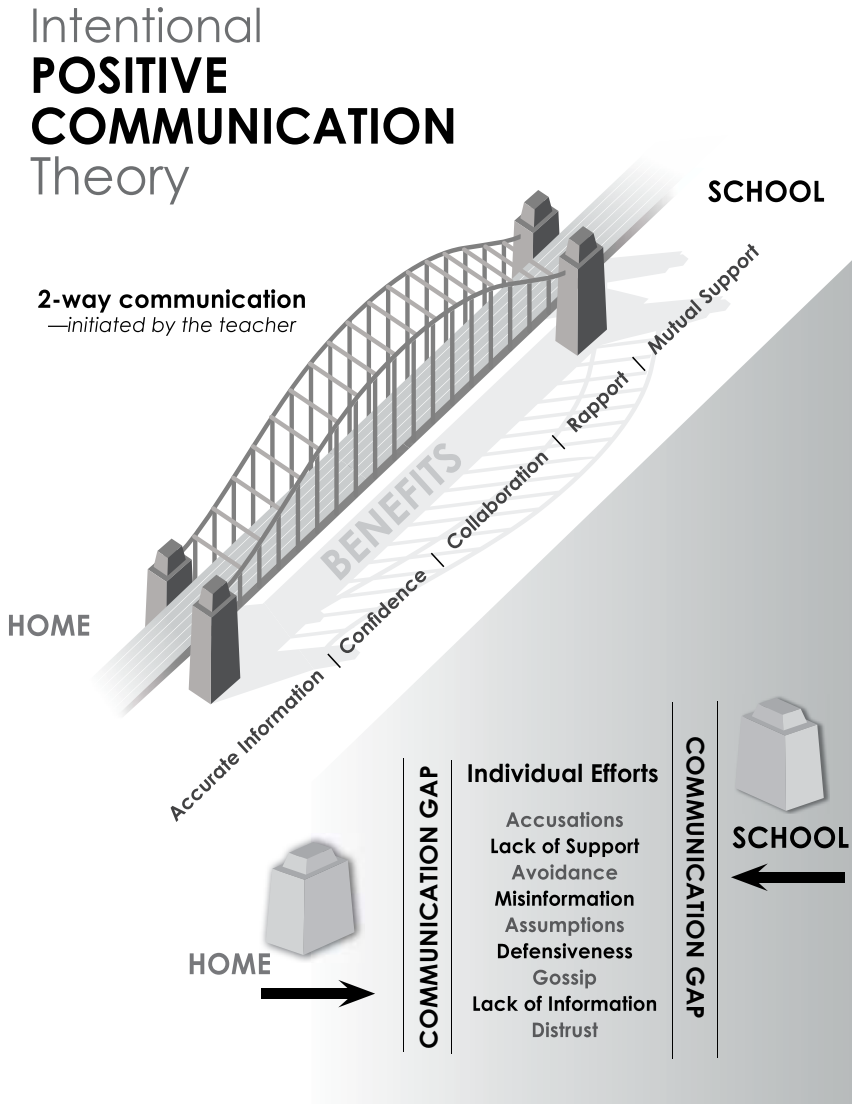 Intentional
POSITIVE
COMMUNICATION
Theory
SCHOOL
2-way communication
—initiated by the teacher
BENEFITS
Accurate Information | Confidence | Collaboration | Rapport | Mutual Support
HOME
COMMUNICATION GAP
Individual Efforts
Accusations
Lack of Support
Avoidance
Misinformation
Assumptions
Defensiveness
Gossip
Lack of Information
Distrust
COMMUNICATION GAP
SCHOOL
HOME